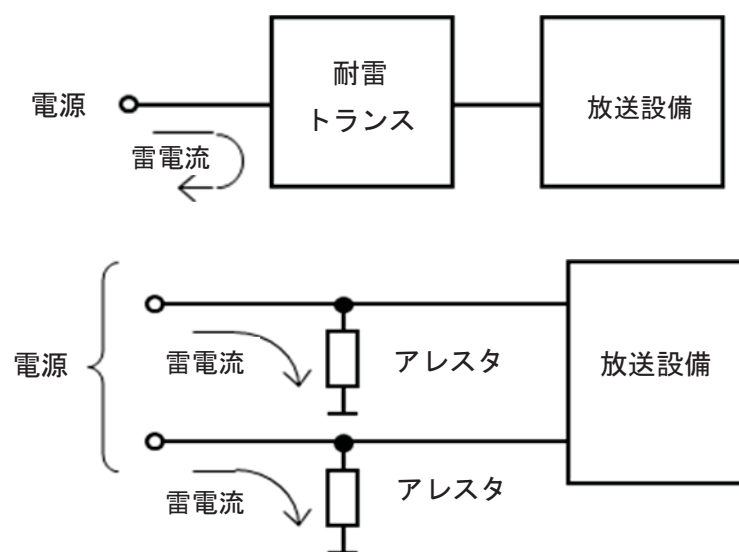 耐雷
トランス
電源
放送設備
雷電流
電源
雷電流
アレスタ
放送設備
雷電流
アレスタ